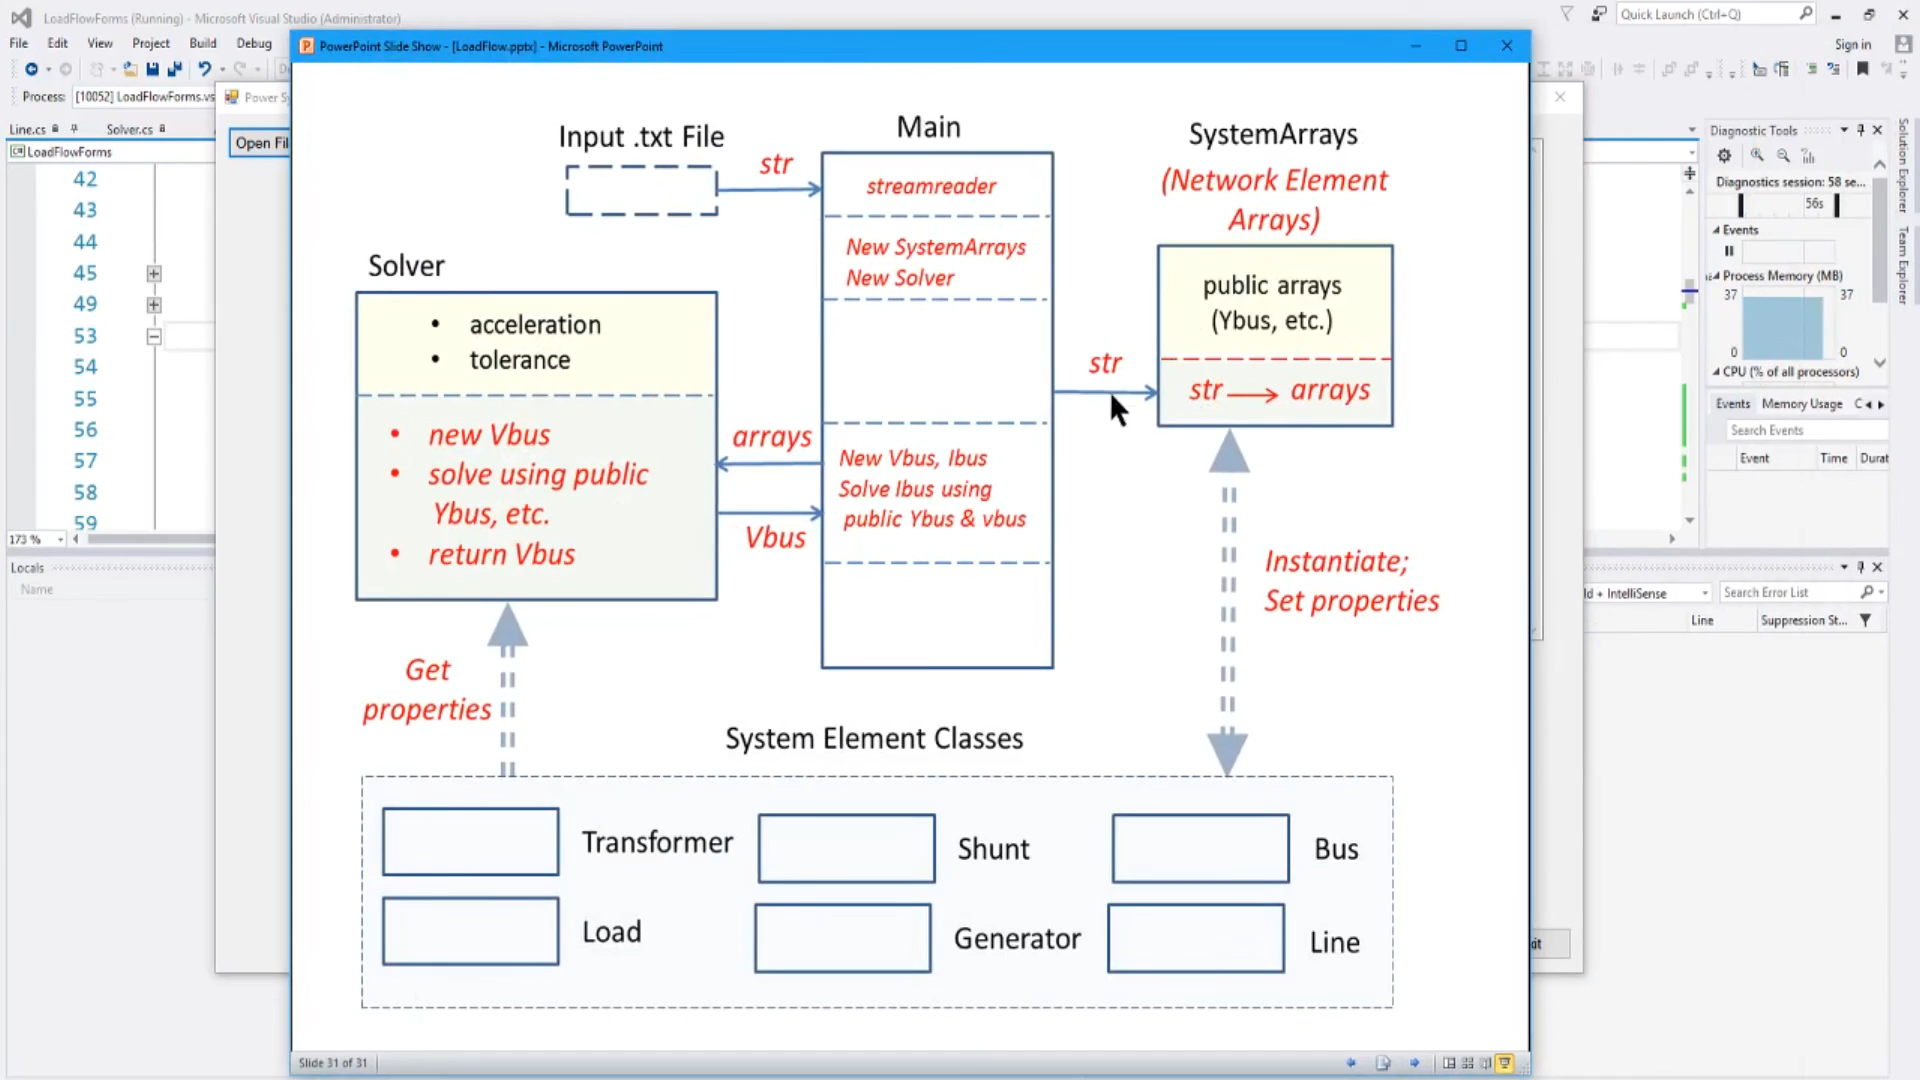 LoadFlowForms (Running) - Microsoft Visual Studio (Administrator)
Quick Launch (Ctrl+Q)
File Edit View Project Build Debug
Sign in
PowerPoint Slide Show - [LoadFlow.pptx] - Microsoft PowerPoint
Process: [10052] LoadFlowForms.vs
Power Sy
Line.cs
Solver.cs
Open Fil
LoadFlowForms
42
43
44
45
49
53
54
55
56
57
58
59
173 %
Locals
Name
Input .txt File
str
Main
streamreader
New SystemArrays
New Solver
SystemArrays
(Network Element
Arrays)
public arrays
(Ybus, etc.)
str
str arrays
Solver
• acceleration
• tolerance
• new Vbus
• solve using public
Ybus, etc.
• return Vbus
arrays
Vbus
New Vbus, Ibus
Solve Ibus using
public Ybus & vbus
Instantiate;
Set properties
Get
properties
System Element Classes
Transformer
Shunt
Bus
Load
Generator
Line
Slide 31 of 31
Diagnostic Tools
Diagnostics session: 58 se...
56s
Events
Process Memory (MB)
37
37
0
0
CPU (% of all processors)
Events
Memory Usage
C
Search Events
Event
Time
Durat
ld + IntelliSense
Search Error List
Line
Suppression St...
it
Solution Explorer
Team Explorer